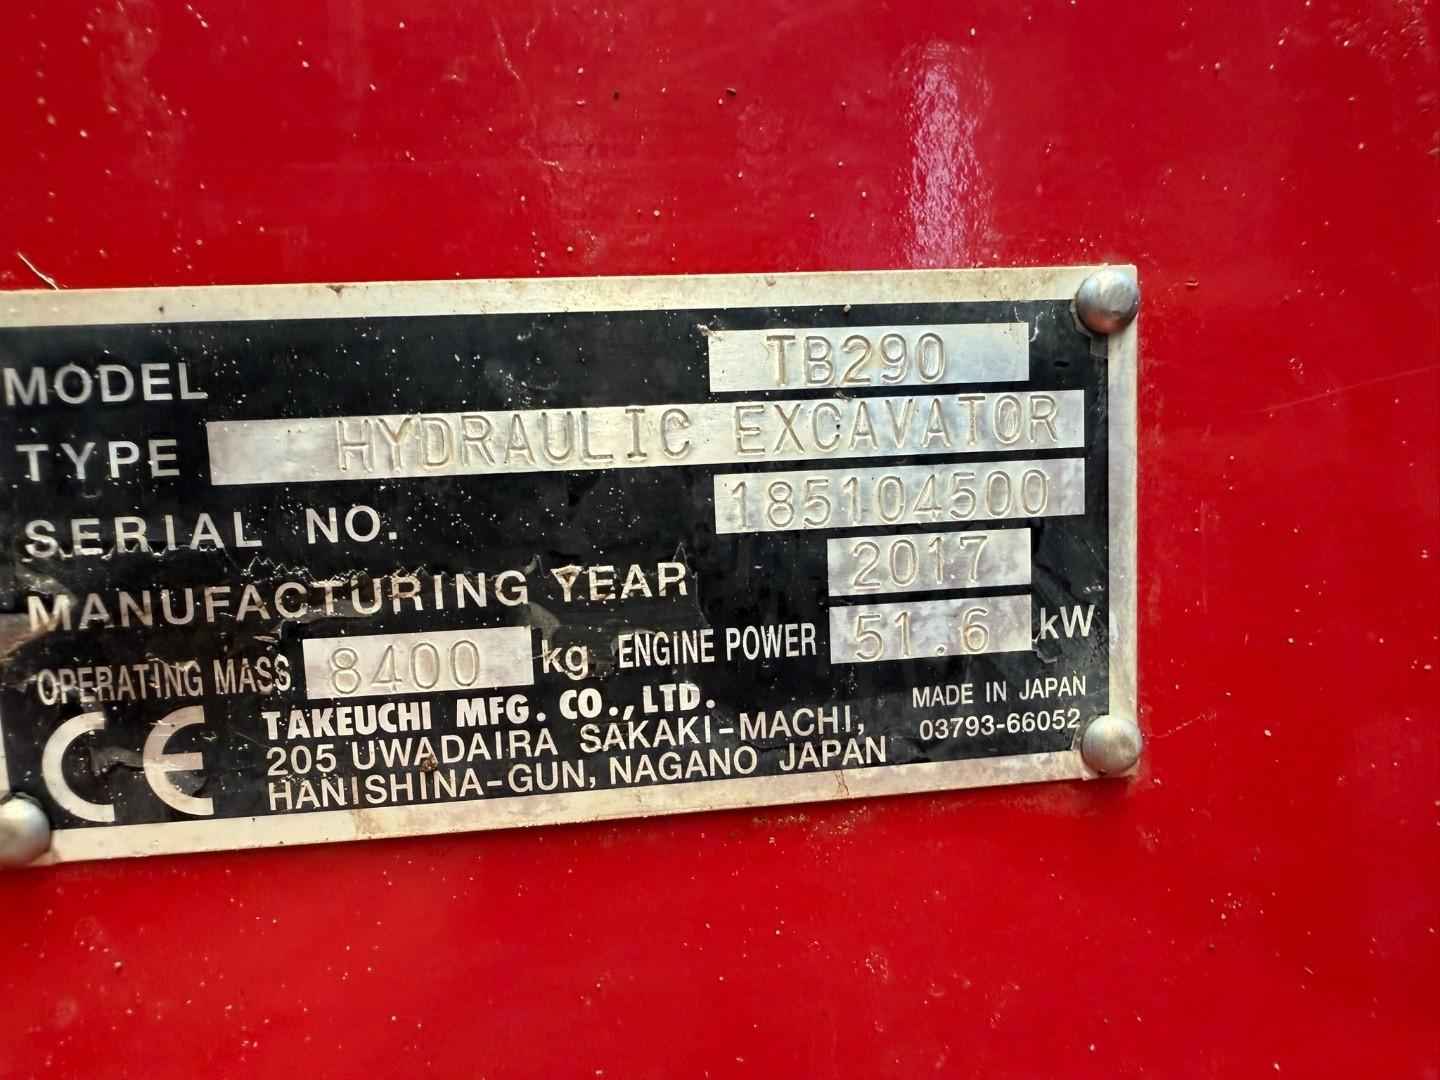 MODEL TB290
TYPE HYDRAULIC EXCAVATOR
SERIAL NO. 185104500
MANUFACTURING YEAR 2017
OPERATING MASS 8400 kg ENGINE POWER 51.6 kW
CE
TAKEUCHI MFG. CO., LTD.
205 UWADAIRA SAKAKI-MACHI,
HANISHINA-GUN, NAGANO JAPAN
MADE IN JAPAN
03793-66052